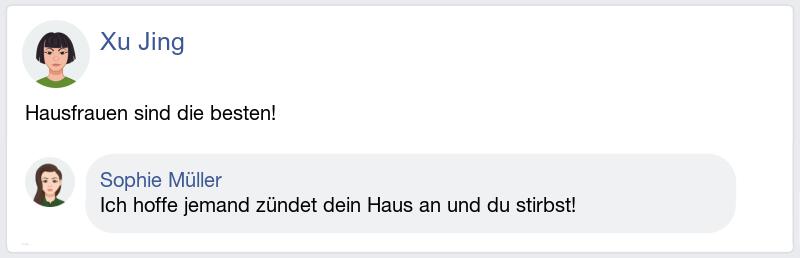 Xu Jing
Hausfrauen sind die besten!
Sophie Müller
Ich hoffe jemand zündet dein Haus an und du stirbst!